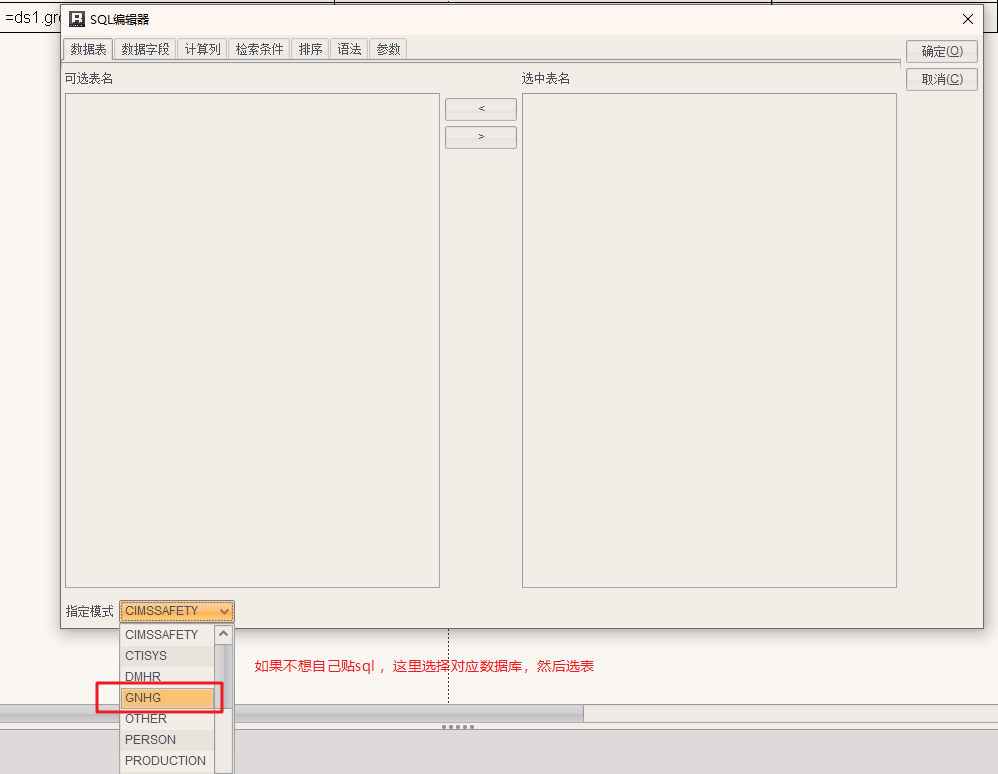 =ds1.gr
SQL编辑器
数据表 数据字段 计算列 检索条件 排序 语法 参数
确定(O)
取消(C)
可选表名
选中表名
<
>
指定模式 CIMSSAFETY
CIMSSAFETY
CTISYS
DMHR
GNHG
OTHER
PERSON
PRODUCTION
如果不想自己贴sql ，这里选择对应数据库，然后选表